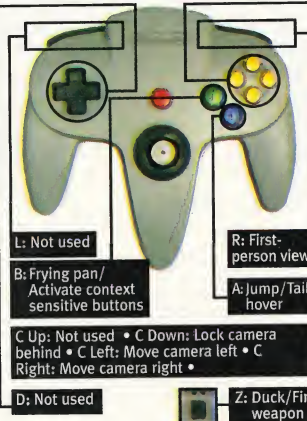 L: Not used
R: First-
person view
B: Frying pan/
Activate context
sensitive buttons
A: Jump/Tail
hover
C Up: Not used • C Down: Lock camera
behind • C Left: Move camera left • C
Right: Move camera right •
D: Not used
Z: Duck/Fir
weapon